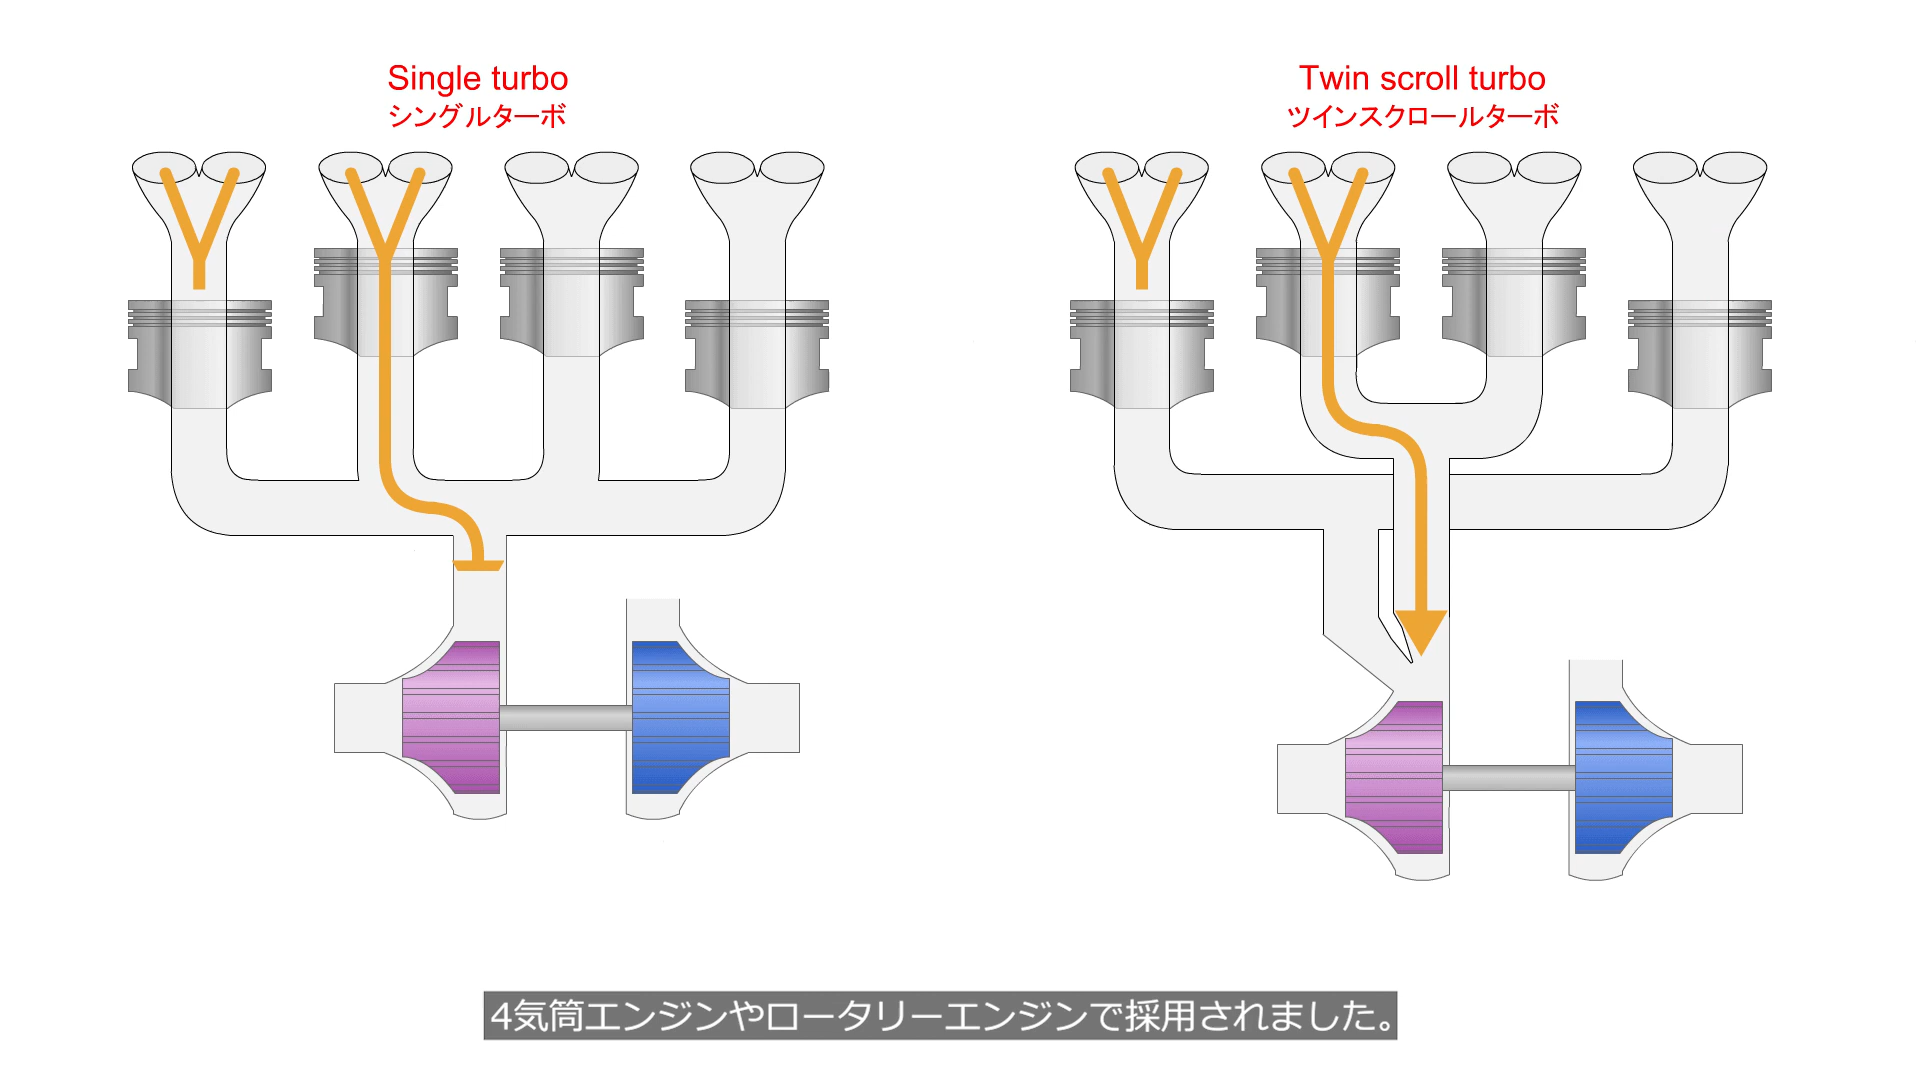 Single turbo
シングルターボ
Twin scroll turbo
ツインスクロールターボ
4気筒エンジンやロータリーエンジンで採用されました。